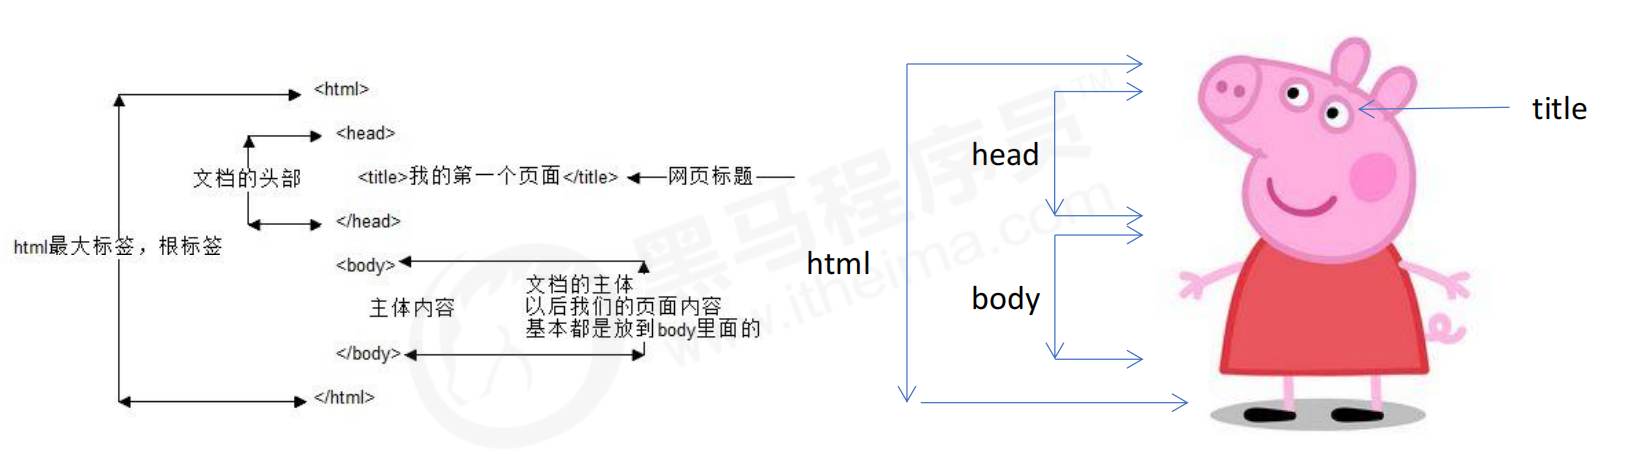 <html>
<head>
文档的头部
<title>我的第一个页面</title>
网页标题
</head>
html最大标签，根标签
<body>
文档的主体
主体内容
以后我们的页面内容
基本都是放到body里面的
</body>
</html>
黑马程序员™
www.itheima.com
title
head
html
body